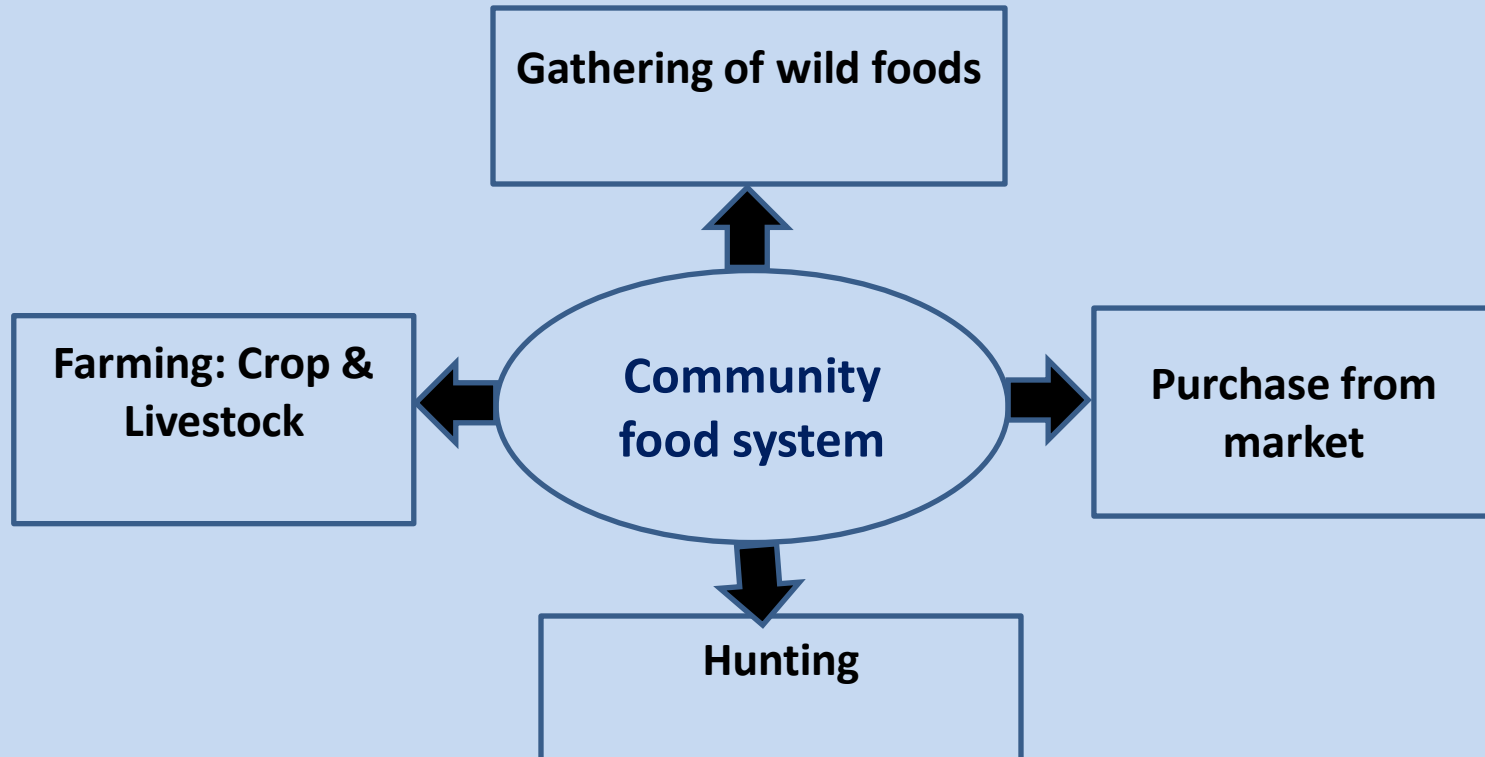 Gathering of wild foods
Farming: Crop &
Livestock
Community
food system
Purchase from
market
Hunting